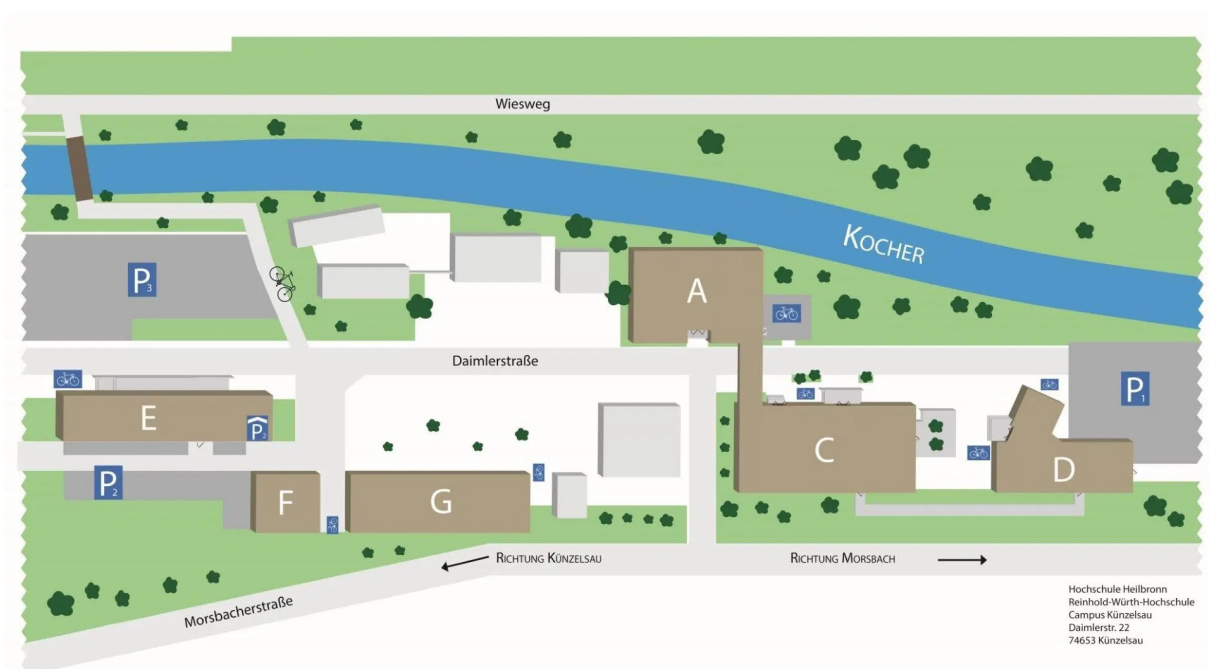 Wiesweg
KOCHER
P3
A
Daimlerstraße
P1
E
P2
C
D
P2
F
G
RICHTUNG KÜNZELSAU
RICHTUNG MORSBACH
Morsbacherstraße
Hochschule Heilbronn
Reinhold-Würth-Hochschule
Campus Künzelsau
Daimlerstr. 22
74653 Künzelsau